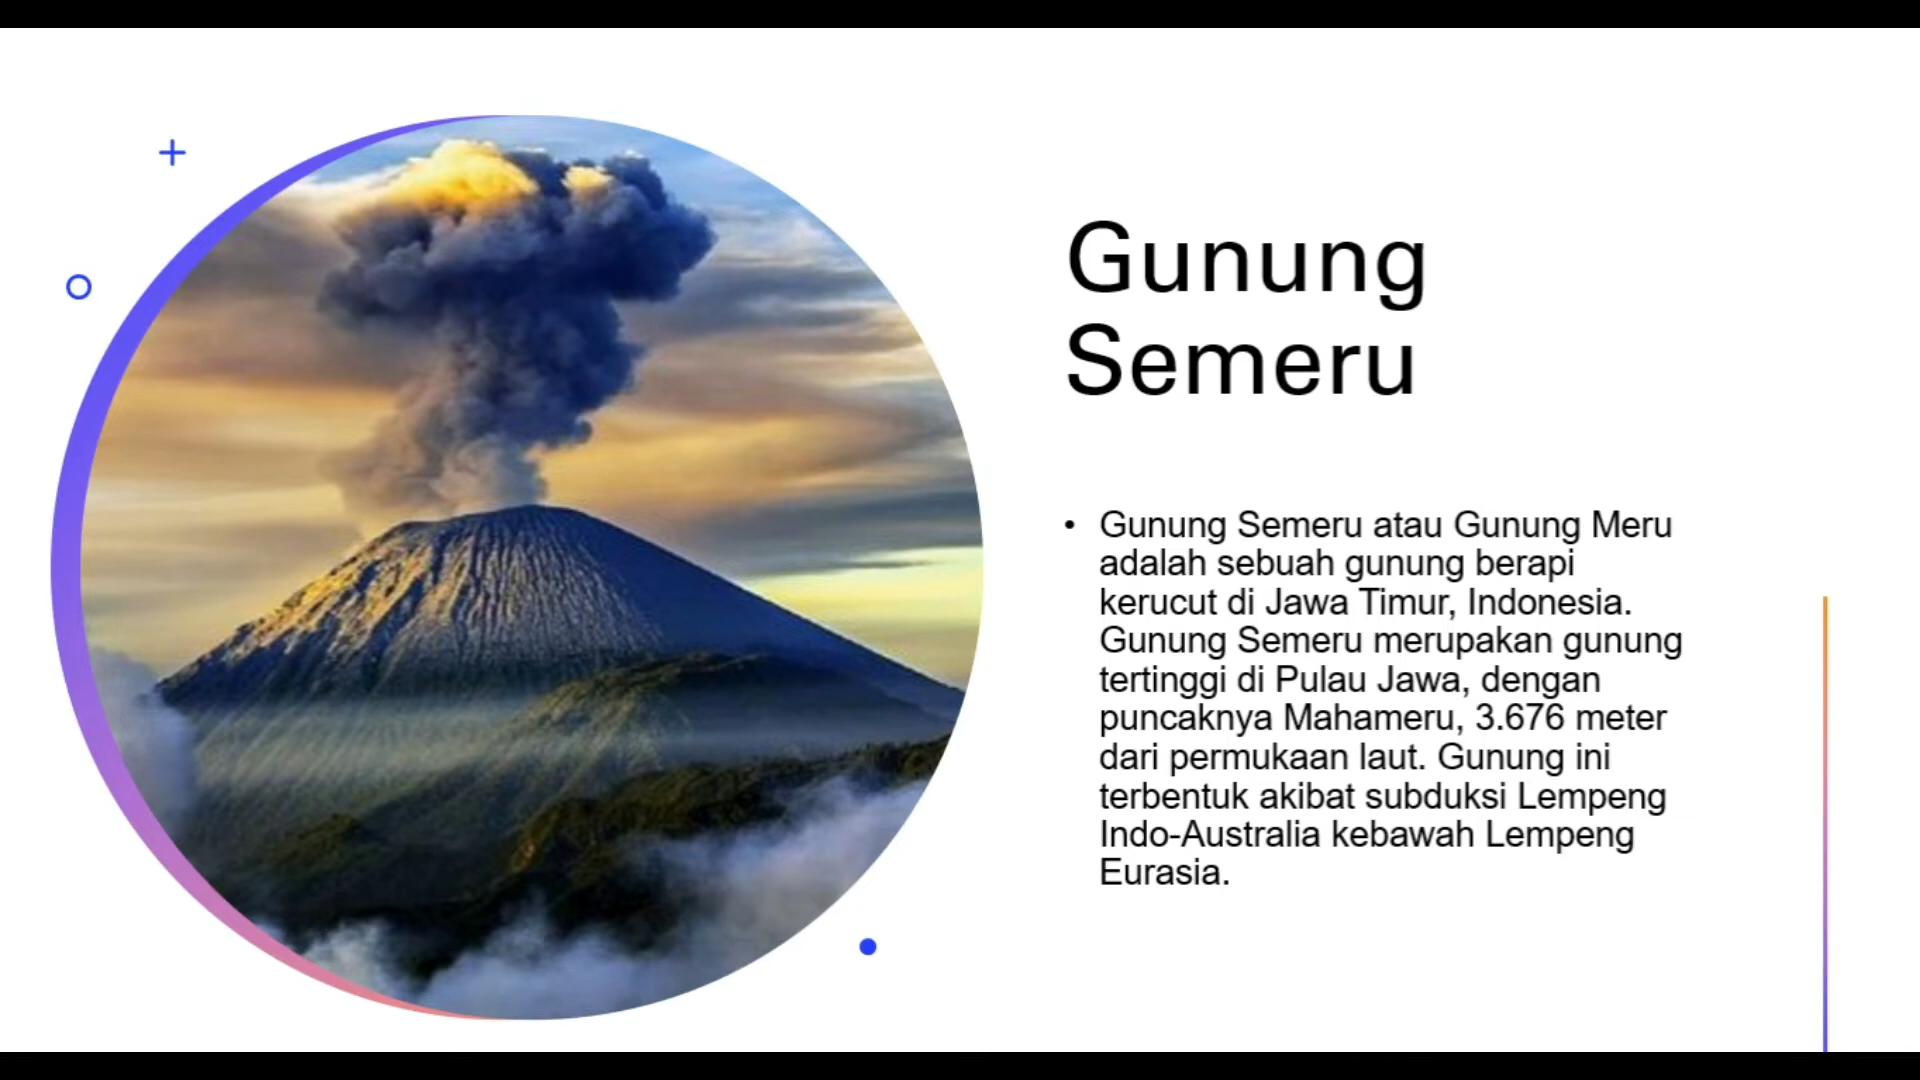 Gunung
Semeru
• Gunung Semeru atau Gunung Meru
adalah sebuah gunung berapi
kerucut di Jawa Timur, Indonesia.
Gunung Semeru merupakan gunung
tertinggi di Pulau Jawa, dengan
puncaknya Mahameru, 3.676 meter
dari permukaan laut. Gunung ini
terbentuk akibat subduksi Lempeng
Indo-Australia kebawah Lempeng
Eurasia.